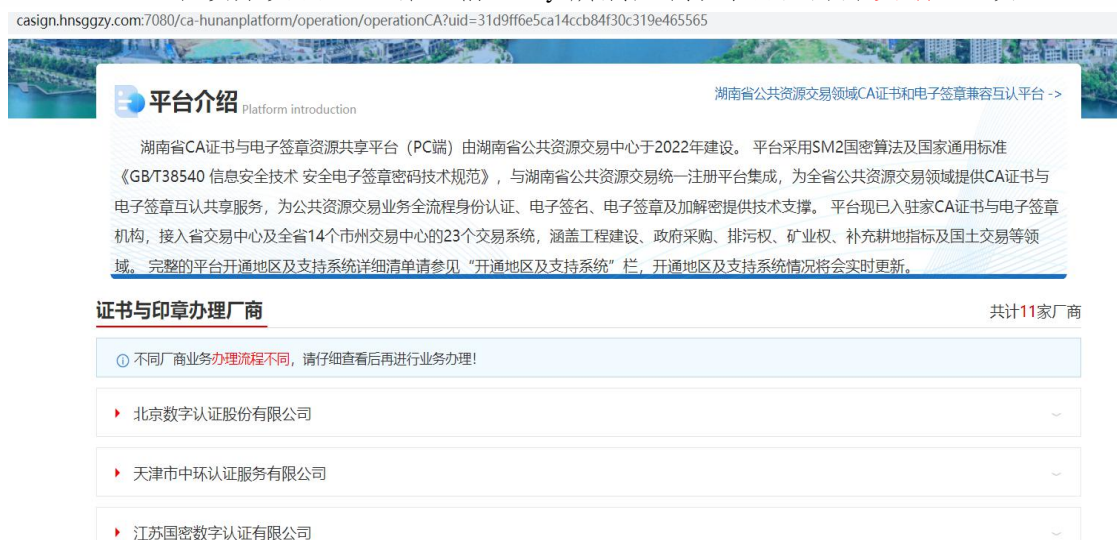 casign.hnsggzy.com:7080/ca-hunanplatform/operation/operationCA?uid=31d9ff6e5ca14ccb84f30c319e465565
平台介绍 Platform introduction
湖南省公共资源交易领域CA证书和电子签章兼容互认平台 ->
湖南省CA证书与电子签章资源共享平台（PC端）由湖南省公共资源交易中心于2022年建设。 平台采用SM2国密算法及国家通用标准
《GB/T38540 信息安全技术 安全电子签章密码技术规范》，与湖南省公共资源交易统一注册平台集成，为全省公共资源交易领域提供CA证书与
电子签章互认共享服务，为公共资源交易业务全流程身份认证、电子签名、电子签章及加解密提供技术支撑。 平台现已入驻家CA证书与电子签章
机构，接入省交易中心及全省14个市州交易中心的23个交易系统，涵盖工程建设、政府采购、排污权、矿业权、补充耕地指标及国土交易等领
域。 完整的平台开通地区及支持系统详细清单请参见“开通地区及支持系统”栏，开通地区及支持系统情况将会实时更新。
证书与印章办理厂商
共计11家厂商
不同厂商业务办理流程不同，请仔细查看后再进行业务办理！
北京数字认证股份有限公司
天津市中环认证服务有限公司
江苏国密数字认证有限公司